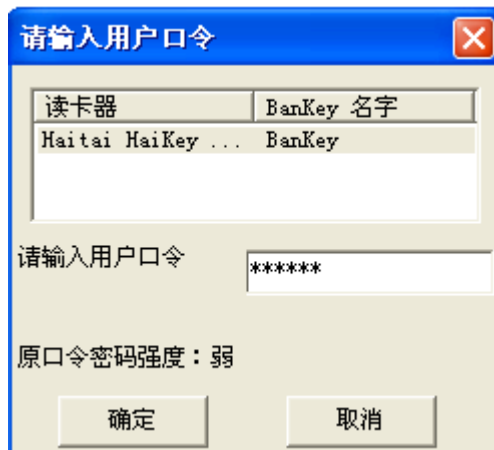 请输入用户口令
读卡器 BanKey 名字
Haitai HaiKey ... BanKey
请输入用户口令 ******
原口令密码强度：弱
确定 取消